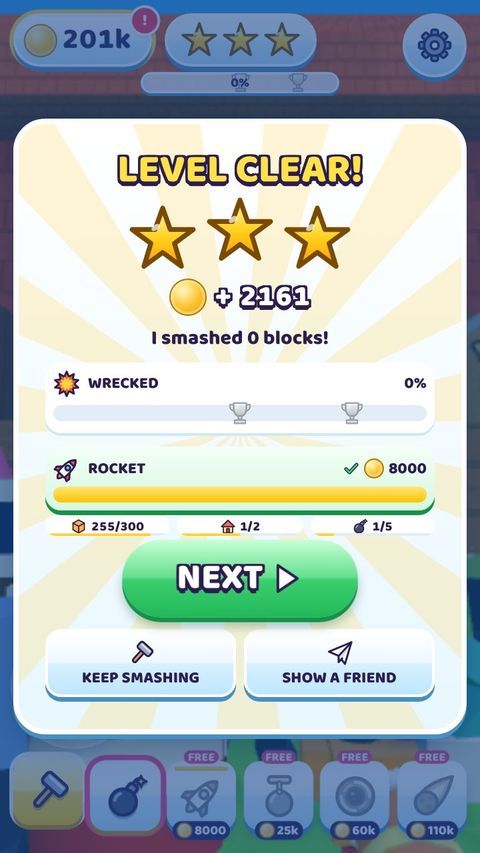 201k !
0%
LEVEL CLEAR!
+ 2161
I smashed 0 blocks!
WRECKED 0%
ROCKET 8000
255/300 1/2 1/5
NEXT
KEEP SMASHING SHOW A FRIEND
FREE FREE FREE FREE
8000 25k 60k 110k